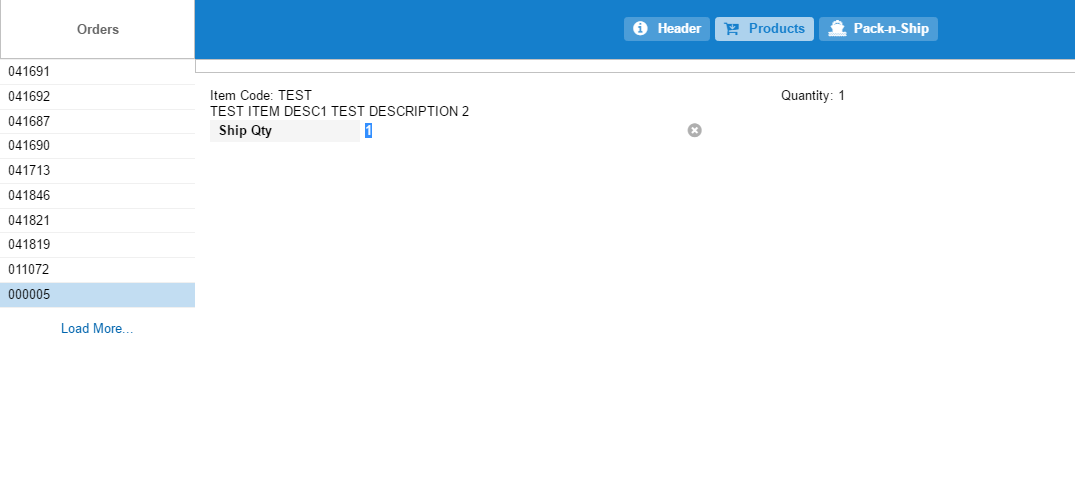 Orders
Header
Products
Pack-n-Ship
041691
041692
041687
041690
041713
041846
041821
041819
011072
000005
Load More...
Item Code: TEST
Quantity: 1
TEST ITEM DESC1 TEST DESCRIPTION 2
Ship Qty
1